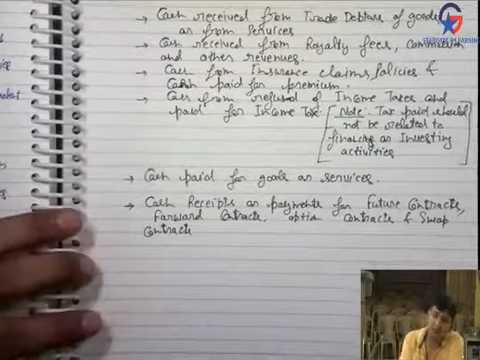 → Cash received from Trade Debtors of goods
or from services
→ Cash received from Royalty fees, commission
and other revenues.
→ Cash from Insurance claims policies &
Cash paid for premium.
→ Cash from refund of Income Taxes and
paid for Income Tax. [Note: Tax paid should
not be related to
financing or Investing
activities]
→ Cash paid for goods or services.
→ Cash Receipts or payments for Future Contracts,
Forward Contracts, option Contracts & Swap
Contracts